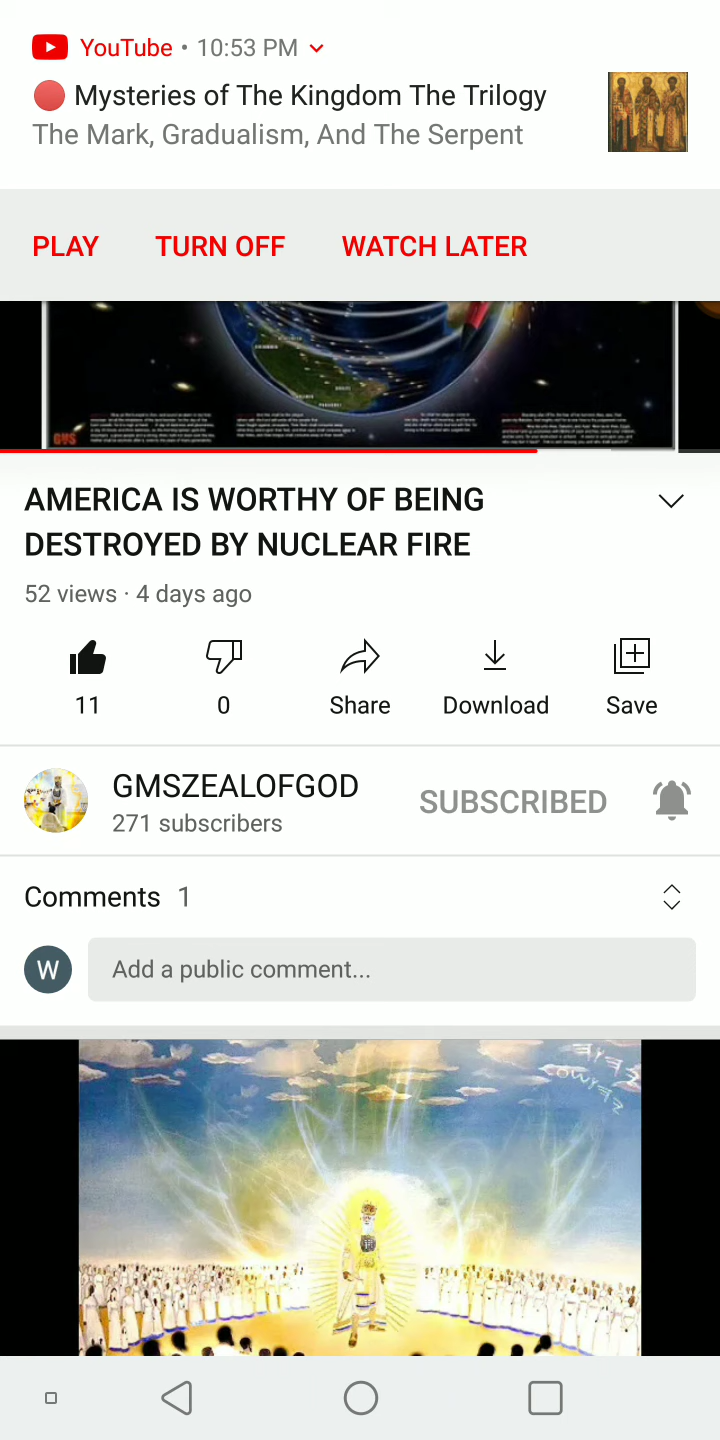 YouTube • 10:53 PM
🔴 Mysteries of The Kingdom The Trilogy
The Mark, Gradualism, And The Serpent
PLAY TURN OFF WATCH LATER
GMS
AMERICA IS WORTHY OF BEING
DESTROYED BY NUCLEAR FIRE
52 views · 4 days ago
11 0 Share Download Save
GMSZEALOFGOD
271 subscribers
SUBSCRIBED
Comments 1
W
Add a public comment...